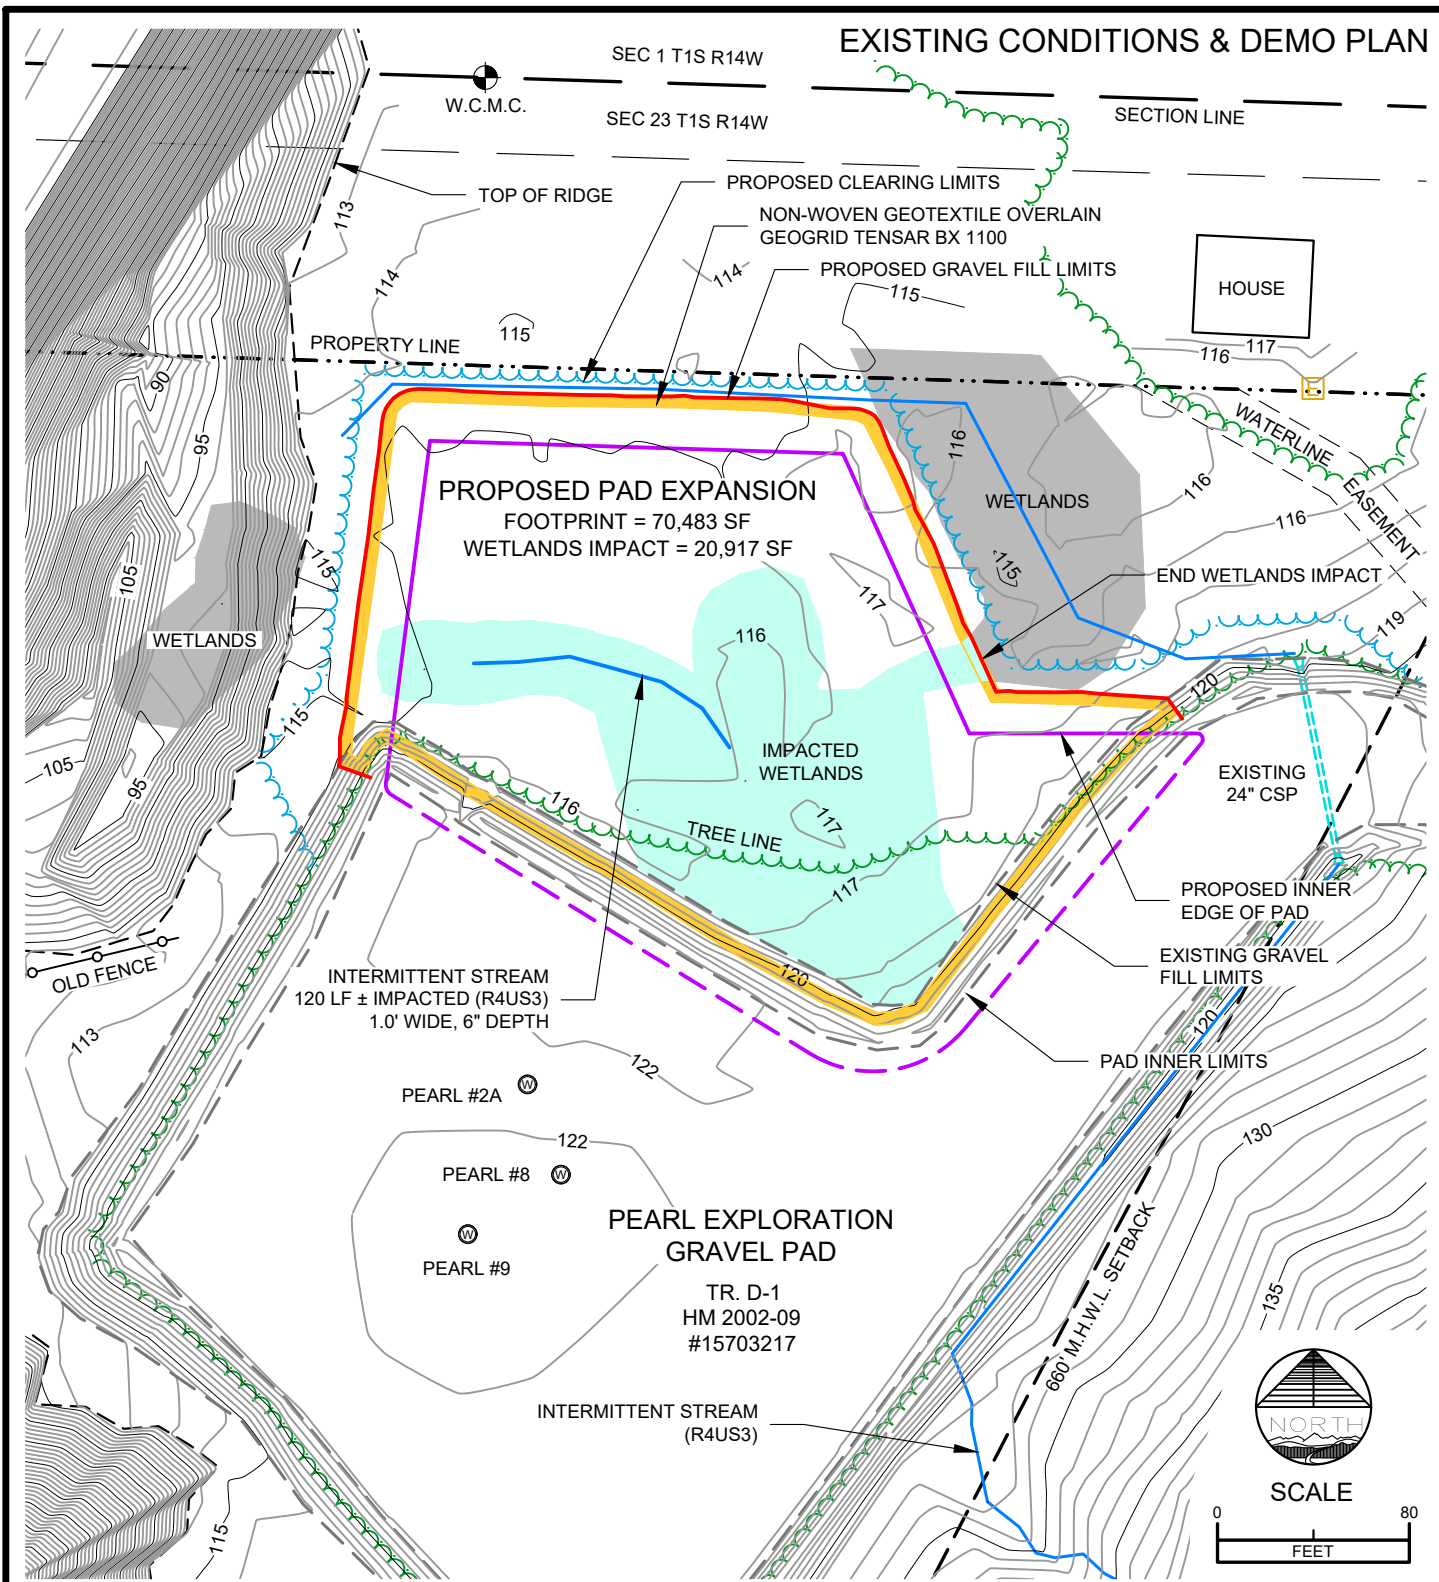 EXISTING CONDITIONS & DEMO PLAN
SEC 1 T1S R14W
W.C.M.C.
SECTION LINE
SEC 23 T1S R14W
TOP OF RIDGE
PROPOSED CLEARING LIMITS
NON-WOVEN GEOTEXTILE OVERLAIN
GEOGRID TENSAR BX 1100
PROPOSED GRAVEL FILL LIMITS
113
114
114
115
115
HOUSE
PROPERTY LINE
116
117
90
95
WATERLINE
EASEMENT
116
116
116
PROPOSED PAD EXPANSION
FOOTPRINT = 70,483 SF
WETLANDS IMPACT = 20,917 SF
WETLANDS
115
115
105
117
END WETLANDS IMPACT
WETLANDS
116
119
120
115
105
95
IMPACTED
WETLANDS
EXISTING
24" CSP
116
117
TREE LINE
117
PROPOSED INNER
EDGE OF PAD
OLD FENCE
120
EXISTING GRAVEL
FILL LIMITS
INTERMITTENT STREAM
120 LF ± IMPACTED (R4US3)
1.0' WIDE, 6" DEPTH
120
113
122
PAD INNER LIMITS
PEARL #2A
W
122
130
PEARL #8
W
PEARL EXPLORATION
GRAVEL PAD
W
PEARL #9
TR. D-1
HM 2002-09
#15703217
660' M.H.W.L. SETBACK
135
INTERMITTENT STREAM
(R4US3)
NORTH
SCALE
0
80
FEET
115